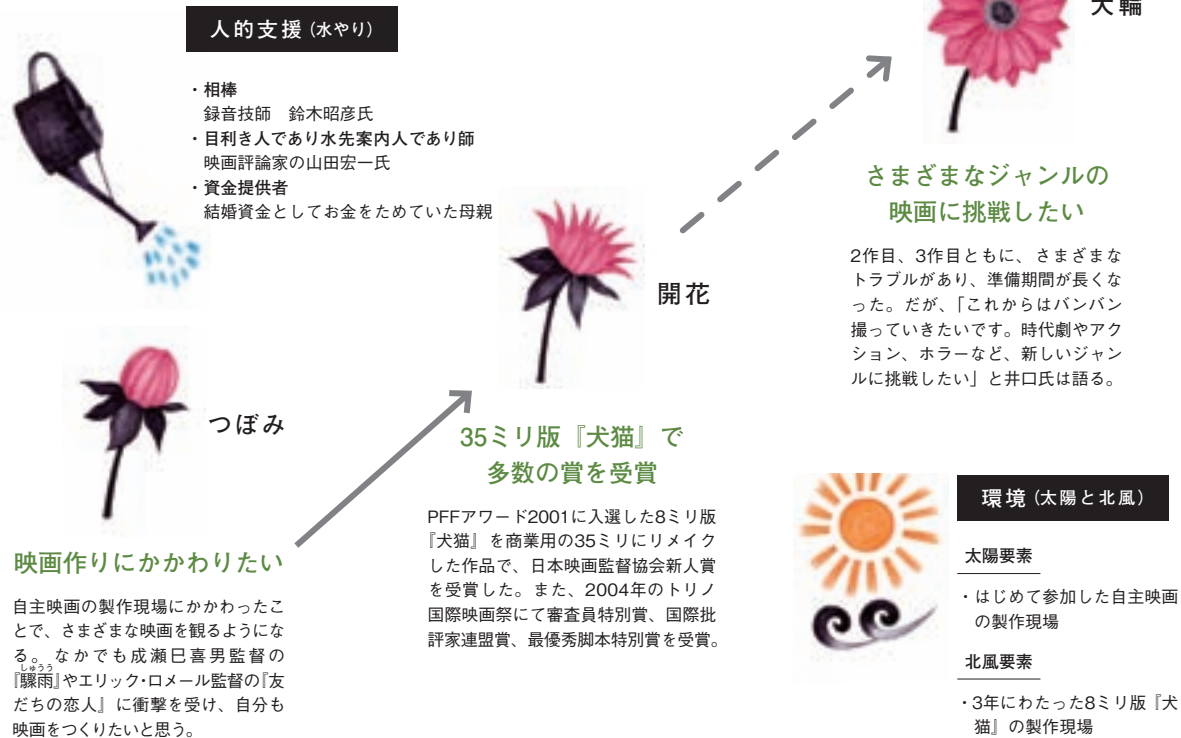 人的支援（水やり）
・相棒
録音技師　鈴木昭彦氏
・目利き人であり水先案内人であり師
映画評論家の山田宏一氏
・資金提供者
結婚資金としてお金をためていた母親
つぼみ
映画作りにかかわりたい
自主映画の製作現場にかかわったこ
とで、さまざまな映画を観るようにな
る。なかでも成瀬巳喜男監督の
しゅうう
『驟雨』やエリック・ロメール監督の『友
だちの恋人』に衝撃を受け、自分も
映画をつくりたいと思う。
開花
35ミリ版『犬猫』で
多数の賞を受賞
PFFアワード2001に入選した8ミリ版
『犬猫』を商業用の35ミリにリメイク
した作品で、日本映画監督協会新人賞
を受賞した。また、2004年のトリノ
国際映画祭にて審査員特別賞、国際批
評家連盟賞、最優秀脚本特別賞を受賞。
大輪
さまざまなジャンルの
映画に挑戦したい
2作目、3作目ともに、さまざまな
トラブルがあり、準備期間が長くな
った。だが、「これからはバンバン
撮っていきたいです。時代劇やアク
ション、ホラーなど、新しいジャン
ルに挑戦したい」と井口氏は語る。
環境（太陽と北風）
太陽要素
・はじめて参加した自主映画
の製作現場
北風要素
・3年にわたった8ミリ版『犬
猫』の製作現場